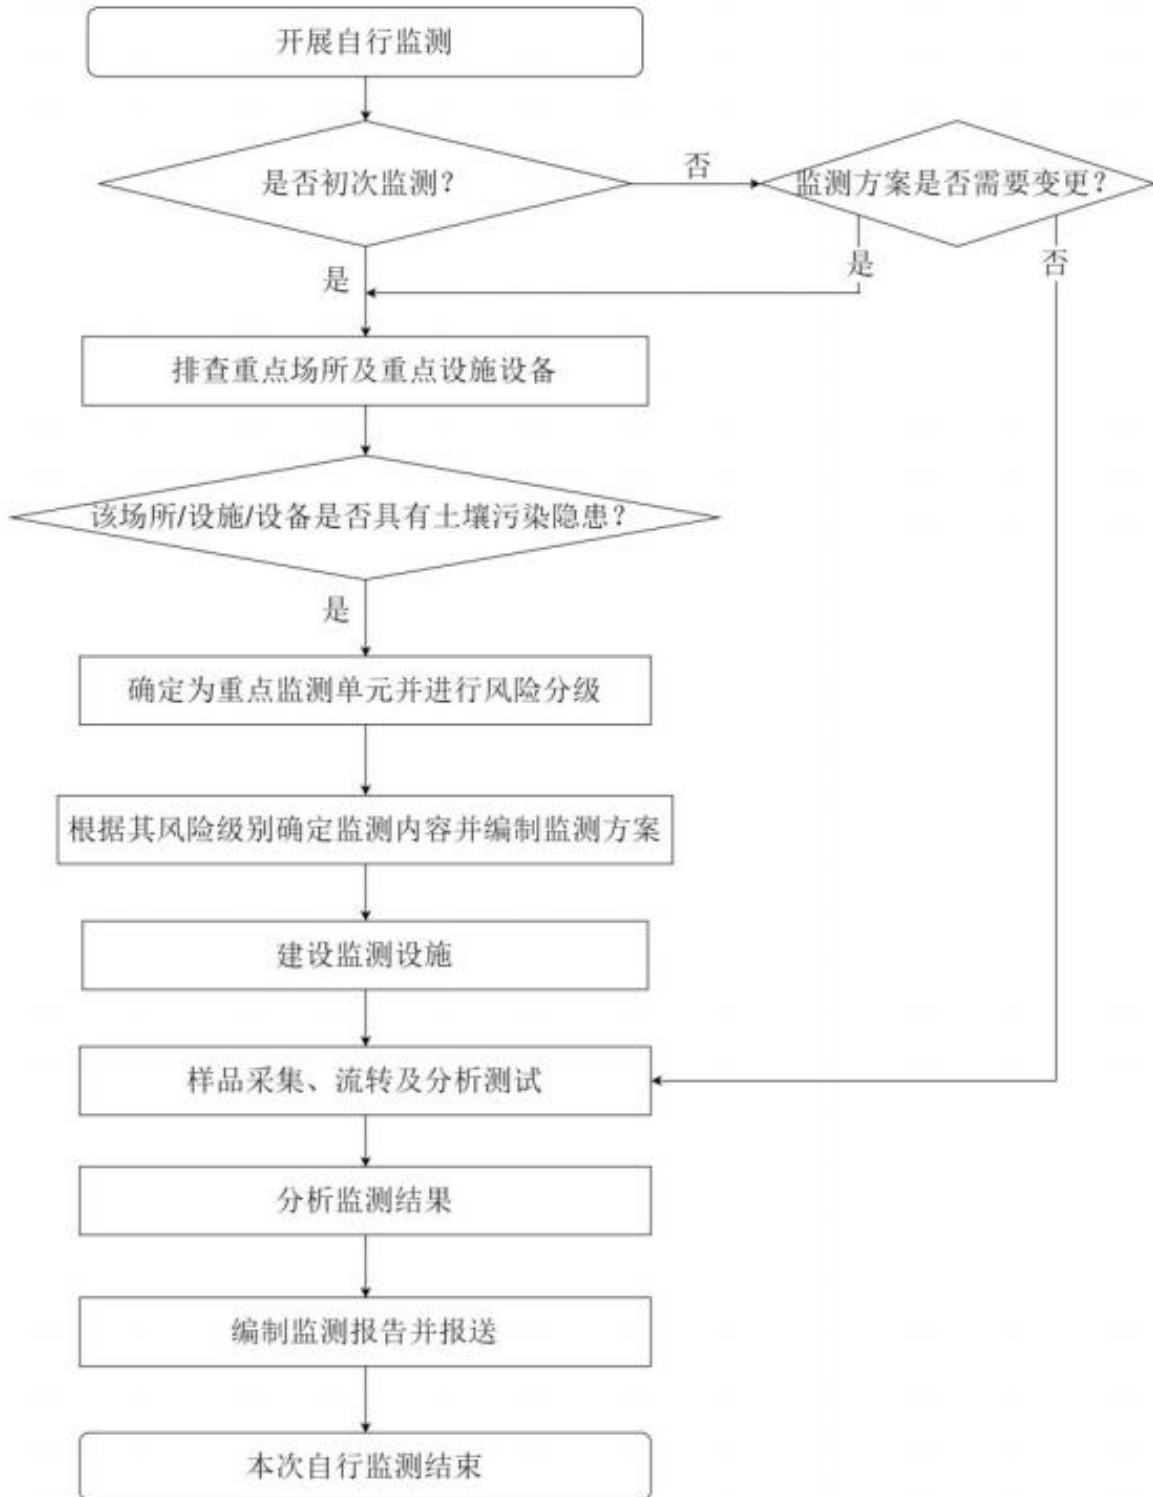 开展自行监测
是否初次监测？
否
监测方案是否需要变更？
是
是
否
排查重点场所及重点设施设备
该场所/设施/设备是否具有土壤污染隐患？
是
确定为重点监测单元并进行风险分级
根据其风险级别确定监测内容并编制监测方案
建设监测设施
样品采集、流转及分析测试
分析监测结果
编制监测报告并报送
本次自行监测结束